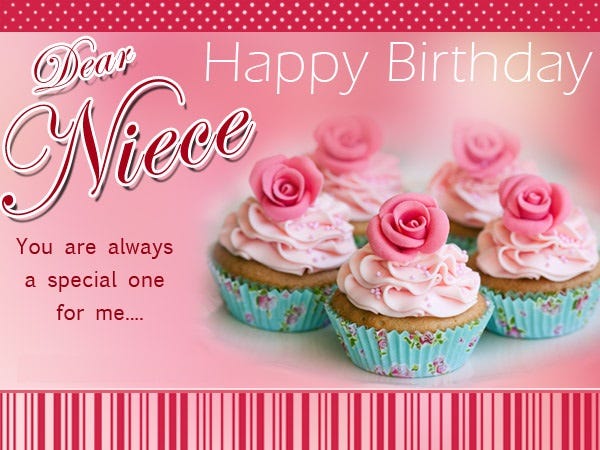 Dear
Niece
Happy Birthday
You are always
a special one
for me....